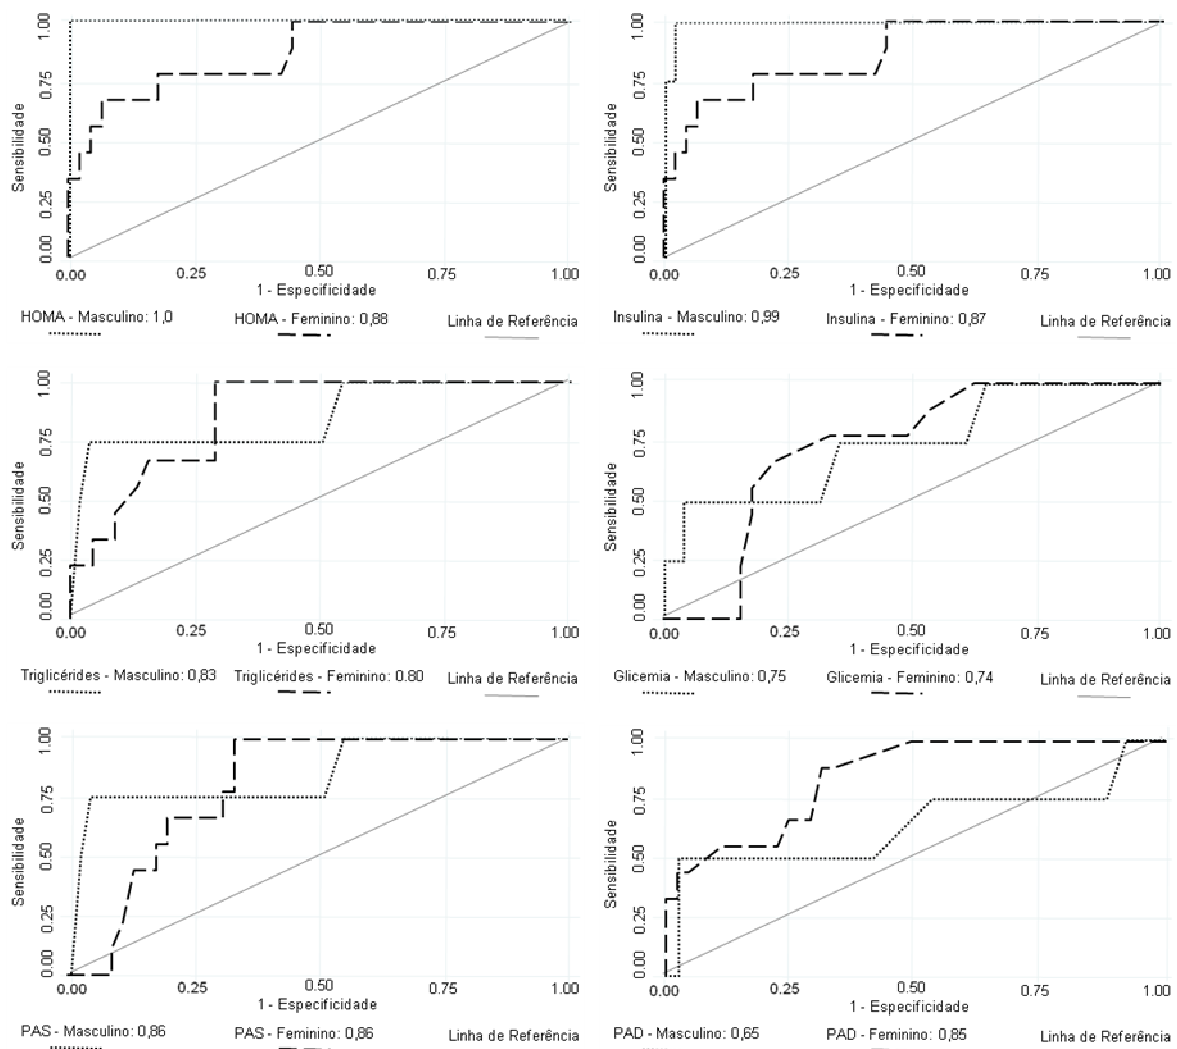 1.00
0.75
0.50
0.25
0.00
Sensibilidade
0.00 0.25 0.50 0.75 1.00
1 - Especificidade
HOMA - Masculino: 1,0 HOMA - Feminino: 0,88 Linha de Referência
1.00
0.75
0.50
0.25
0.00
Sensibilidade
0.00 0.25 0.50 0.75 1.00
1 - Especificidade
Insulina - Masculino: 0,99 Insulina - Feminino: 0,87 Linha de Referência
1.00
0.75
0.50
0.25
0.00
Sensibilidade
0.00 0.25 0.50 0.75 1.00
1 - Especificidade
Triglicérides - Masculino: 0,83 Triglicérides - Feminino: 0.80 Linha de Referência
1.00
0.75
0.50
0.25
0.00
Sensibilidade
0.00 0.25 0.50 0.75 1.00
1 - Especificidade
Glicemia - Masculino: 0,75 Glicemia - Feminino: 0,74 Linha de Referência
1.00
0.75
0.50
0.25
0.00
Sensibilidade
0.00 0.25 0.50 0.75 1.00
1 - Especificidade
PAS - Masculino: 0,86 PAS - Feminino: 0,86 Linha de Referência
1.00
0.75
0.50
0.25
0.00
Sensibilidade
0.00 0.25 0.50 0.75 1.00
1 - Especificidade
PAD - Masculino: 0,65 PAD - Feminino: 0,85 Linha de Referência